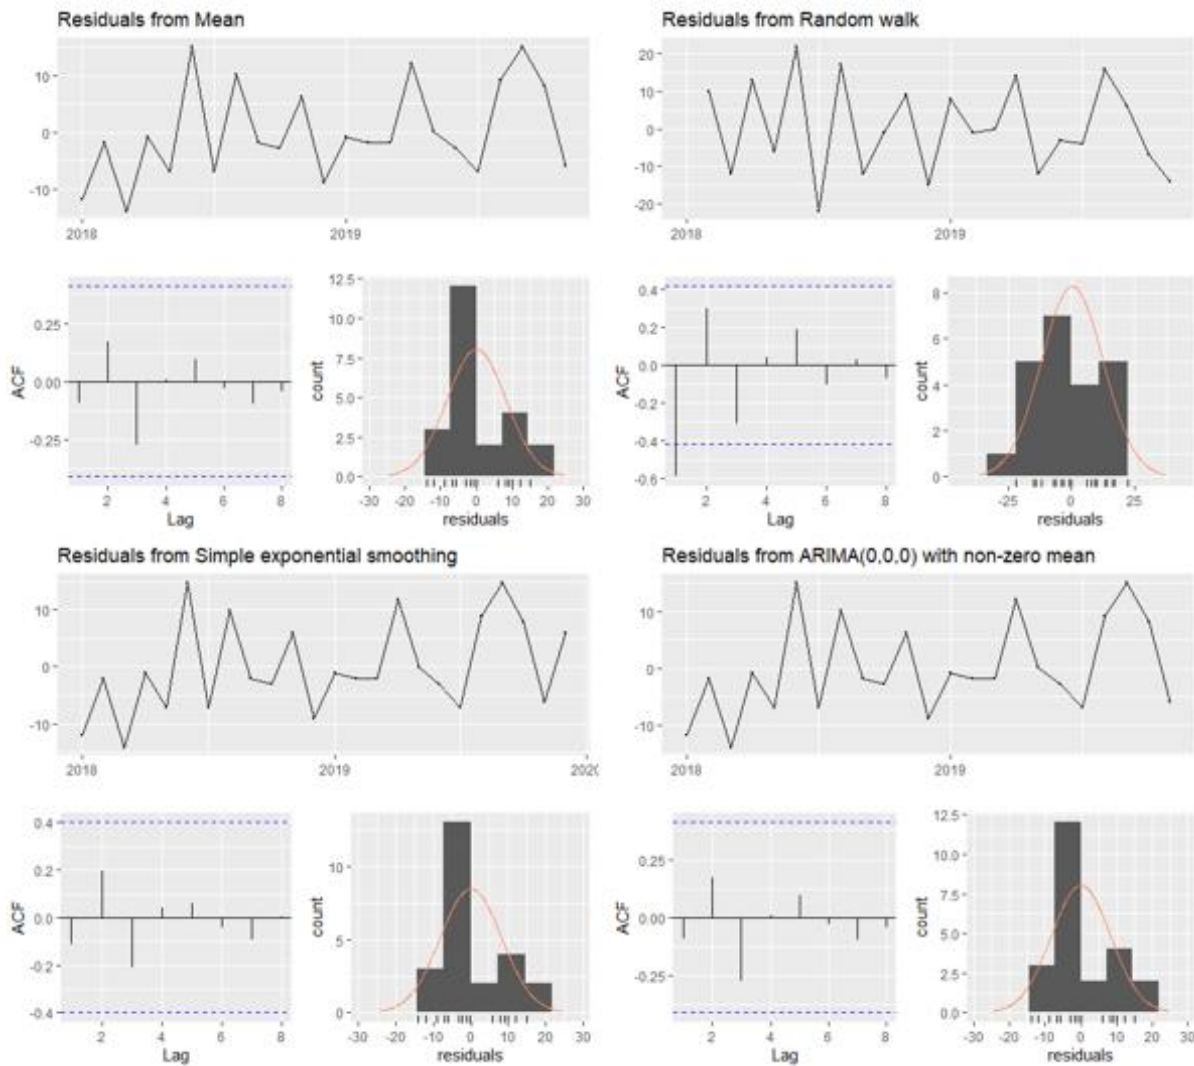 Residuals from Mean
10
0
-10
2018 2019
Residuals from Random walk
20
10
0
-10
-20
2018 2019
ACF
0.25
0.00
-0.25
2 4 6 8
Lag
count
12.5
10.0
7.5
5.0
2.5
0.0
-30 -20 -10 0 10 20 30
residuals
ACF
0.4
0.2
0.0
-0.2
-0.4
-0.6
2 4 6 8
Lag
count
8
6
4
2
0
-25 0 25
residuals
Residuals from Simple exponential smoothing
10
0
-10
2018 2019 2020
Residuals from ARIMA(0,0,0) with non-zero mean
10
0
-10
2018 2019
ACF
0.4
0.2
0.0
-0.2
-0.4
2 4 6 8
Lag
count
10
5
0
-30 -20 -10 0 10 20 30
residuals
ACF
0.25
0.00
-0.25
2 4 6 8
Lag
count
12.5
10.0
7.5
5.0
2.5
0.0
-30 -20 -10 0 10 20 30
residuals